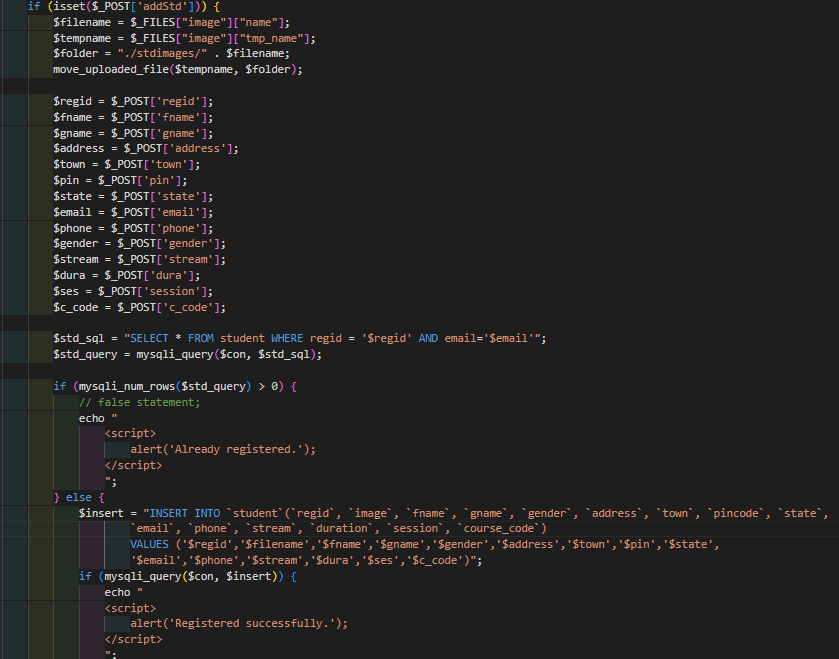 if (isset($_POST['addStd'])) {
$filename = $_FILES["image"]["name"];
$tempname = $_FILES["image"]["tmp_name"];
$folder = "./stdimages/" . $filename;
move_uploaded_file($tempname, $folder);
$regid = $_POST['regid'];
$fname = $_POST['fname'];
$gname = $_POST['gname'];
$address = $_POST['address'];
$town = $_POST['town'];
$pin = $_POST['pin'];
$state = $_POST['state'];
$email = $_POST['email'];
$phone = $_POST['phone'];
$gender = $_POST['gender'];
$stream = $_POST['stream'];
$dura = $_POST['dura'];
$ses = $_POST['session'];
$c_code = $_POST['c_code'];
$std_sql = "SELECT * FROM student WHERE regid = '$regid' AND email='$email'";
$std_query = mysqli_query($con, $std_sql);
if (mysqli_num_rows($std_query) > 0) {
// false statement;
echo "
<script>
alert('Already registered.');
</script>
";
} else {
$insert = "INSERT INTO `student`(`regid`, `image`, `fname`, `gname`, `gender`, `address`, `town`, `pincode`, `state`,
`email`, `phone`, `stream`, `duration`, `session`, `course_code`)
VALUES ('$regid','$filename','$fname','$gname','$gender','$address','$town','$pin','$state',
'$email','$phone','$stream','$dura','$ses','$c_code')";
if (mysqli_query($con, $insert)) {
echo "
<script>
alert('Registered successfully.');
</script>
";